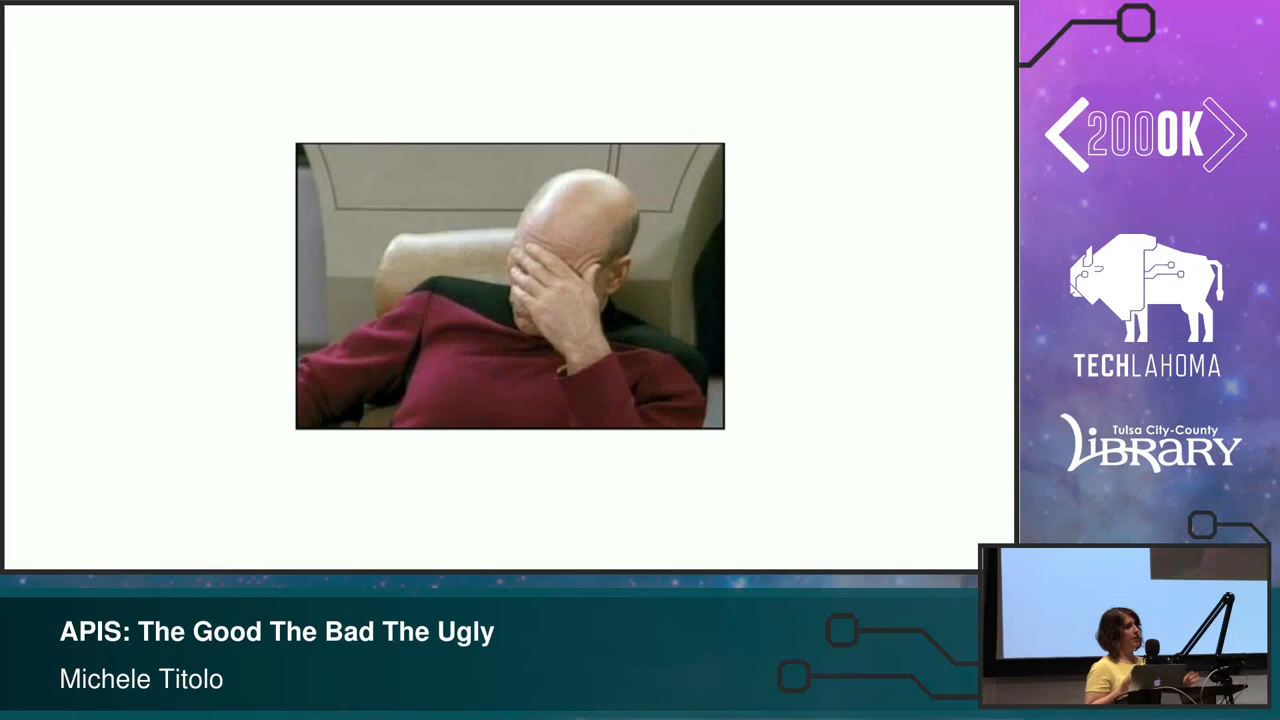 200OK
TECHLAHOMA
Tulsa City-County
LiBRARY
APIS: The Good The Bad The Ugly
Michele Titolo